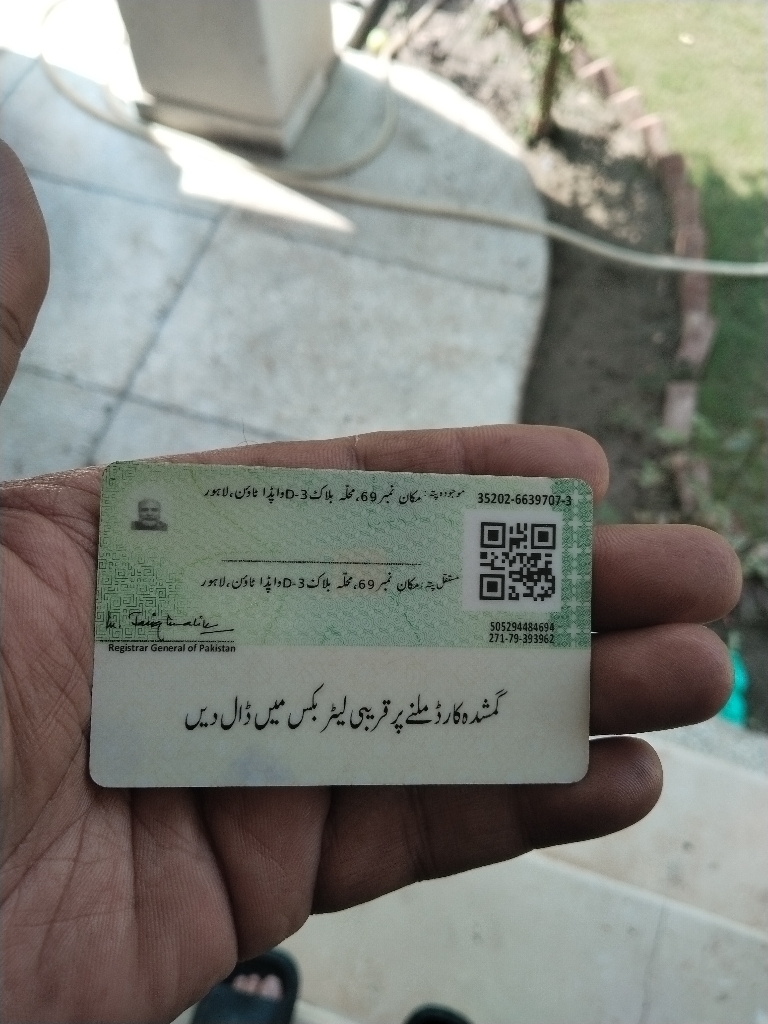 موجودہ پتہ: مکان نمبر 69، محلّہ بلاک D-3 واپڈا ٹاؤن، لاہور
35202-6639707-3
مستقل پتہ: مکان نمبر 69، محلّہ بلاک D-3 واپڈا ٹاؤن، لاہور
505294484694
271-79-393962
Registrar General of Pakistan
گمشدہ کارڈ ملنے پر قریبی لیٹر بکس میں ڈال دیں